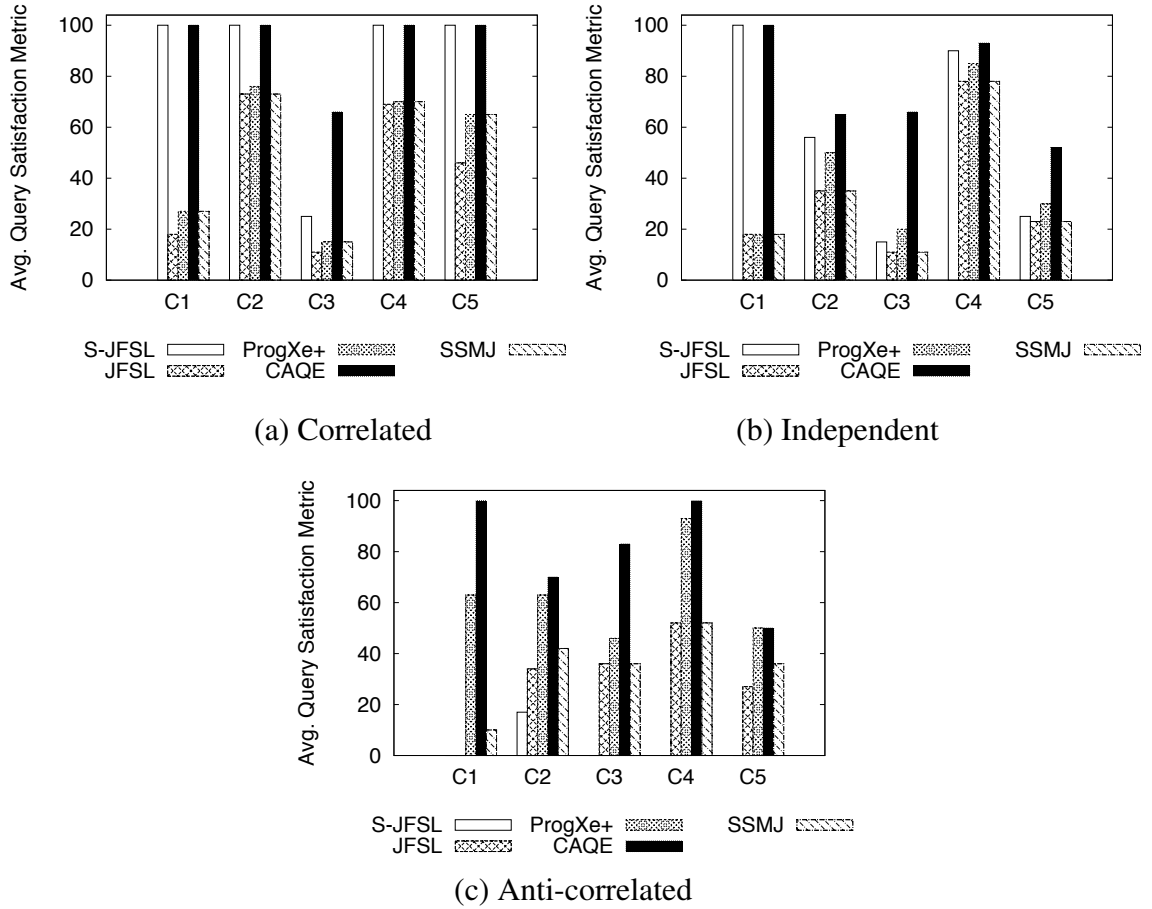 Avg. Query Satisfaction Metric
100
80
60
40
20
0
C1 C2 C3 C4 C5
S-JFSL ProgXe+ SSMJ
JFSL CAQE
(a) Correlated
Avg. Query Satisfaction Metric
100
80
60
40
20
0
C1 C2 C3 C4 C5
S-JFSL ProgXe+ SSMJ
JFSL CAQE
(b) Independent
Avg. Query Satisfaction Metric
100
80
60
40
20
0
C1 C2 C3 C4 C5
S-JFSL ProgXe+ SSMJ
JFSL CAQE
(c) Anti-correlated